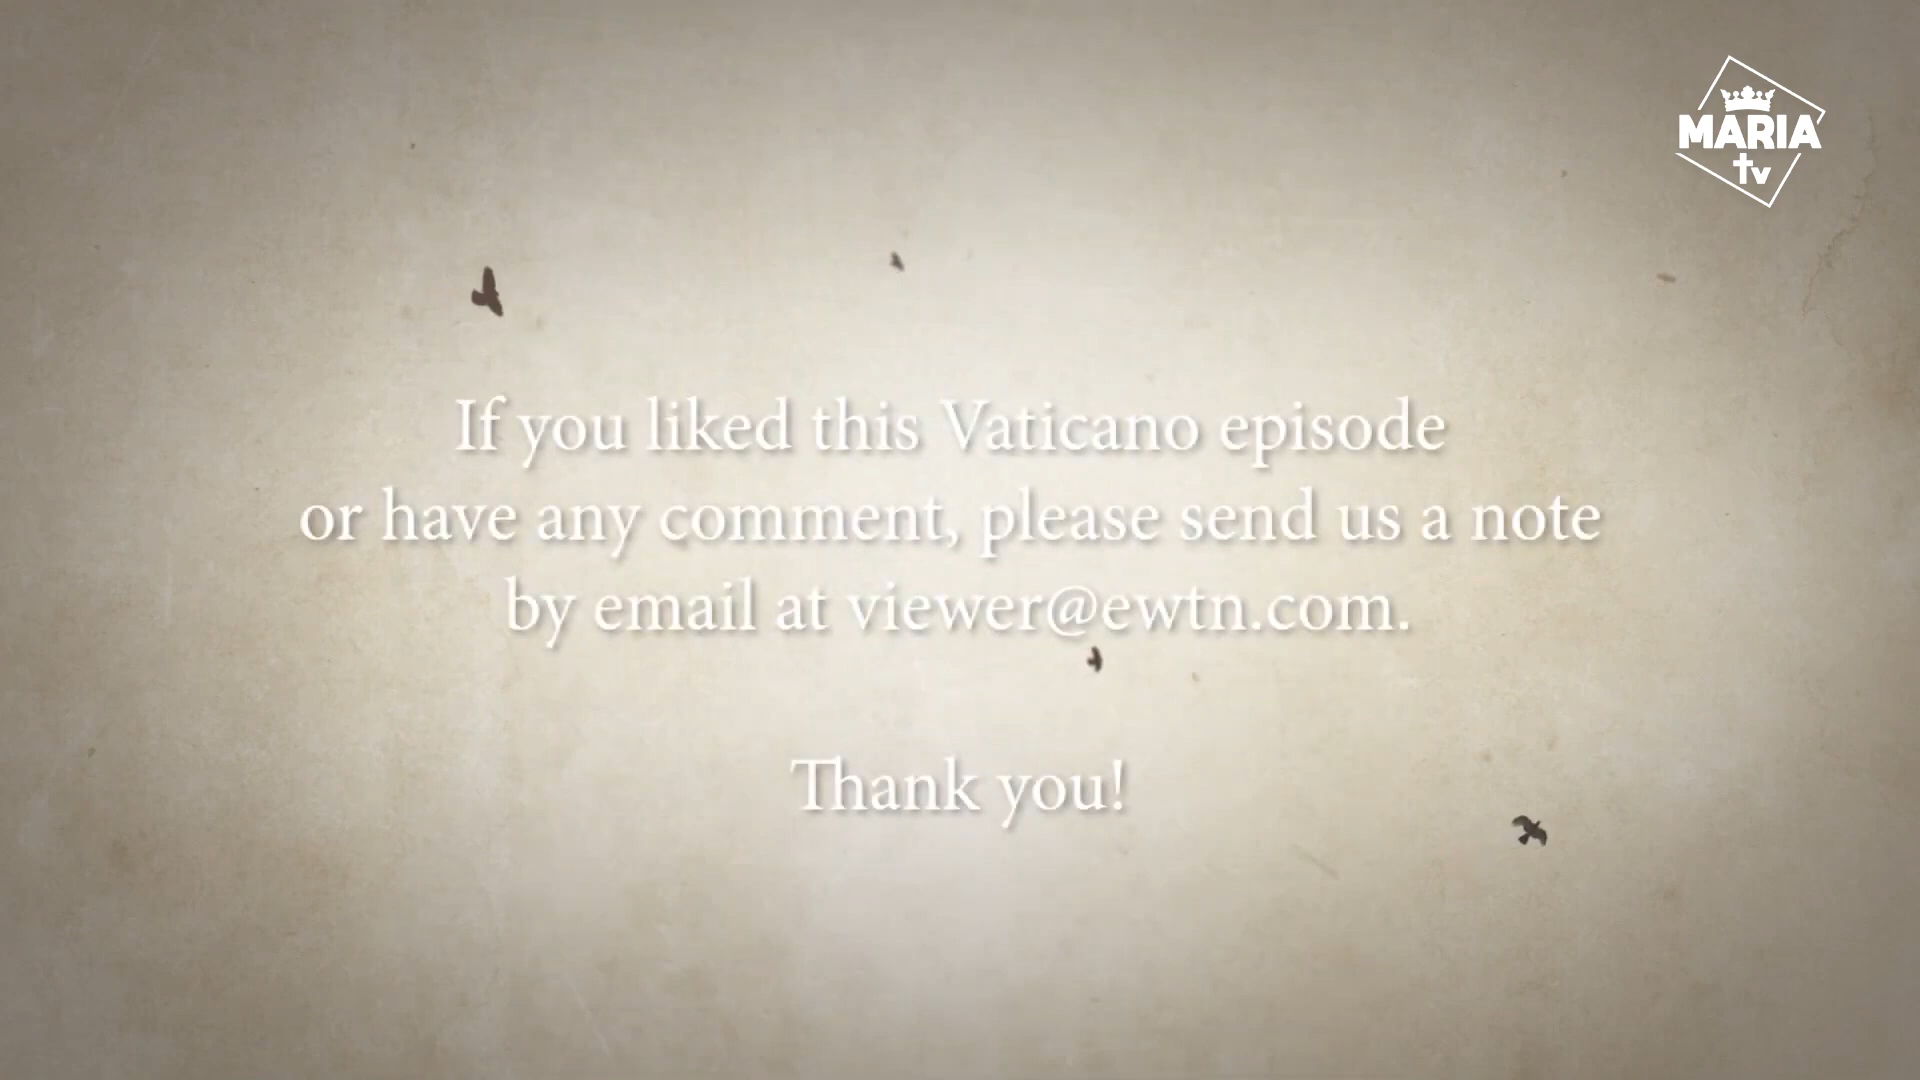 MARIA
tv
If you liked this Vaticano episode
or have any comment, please send us a note
by email at viewer@ewtn.com.
Thank you!